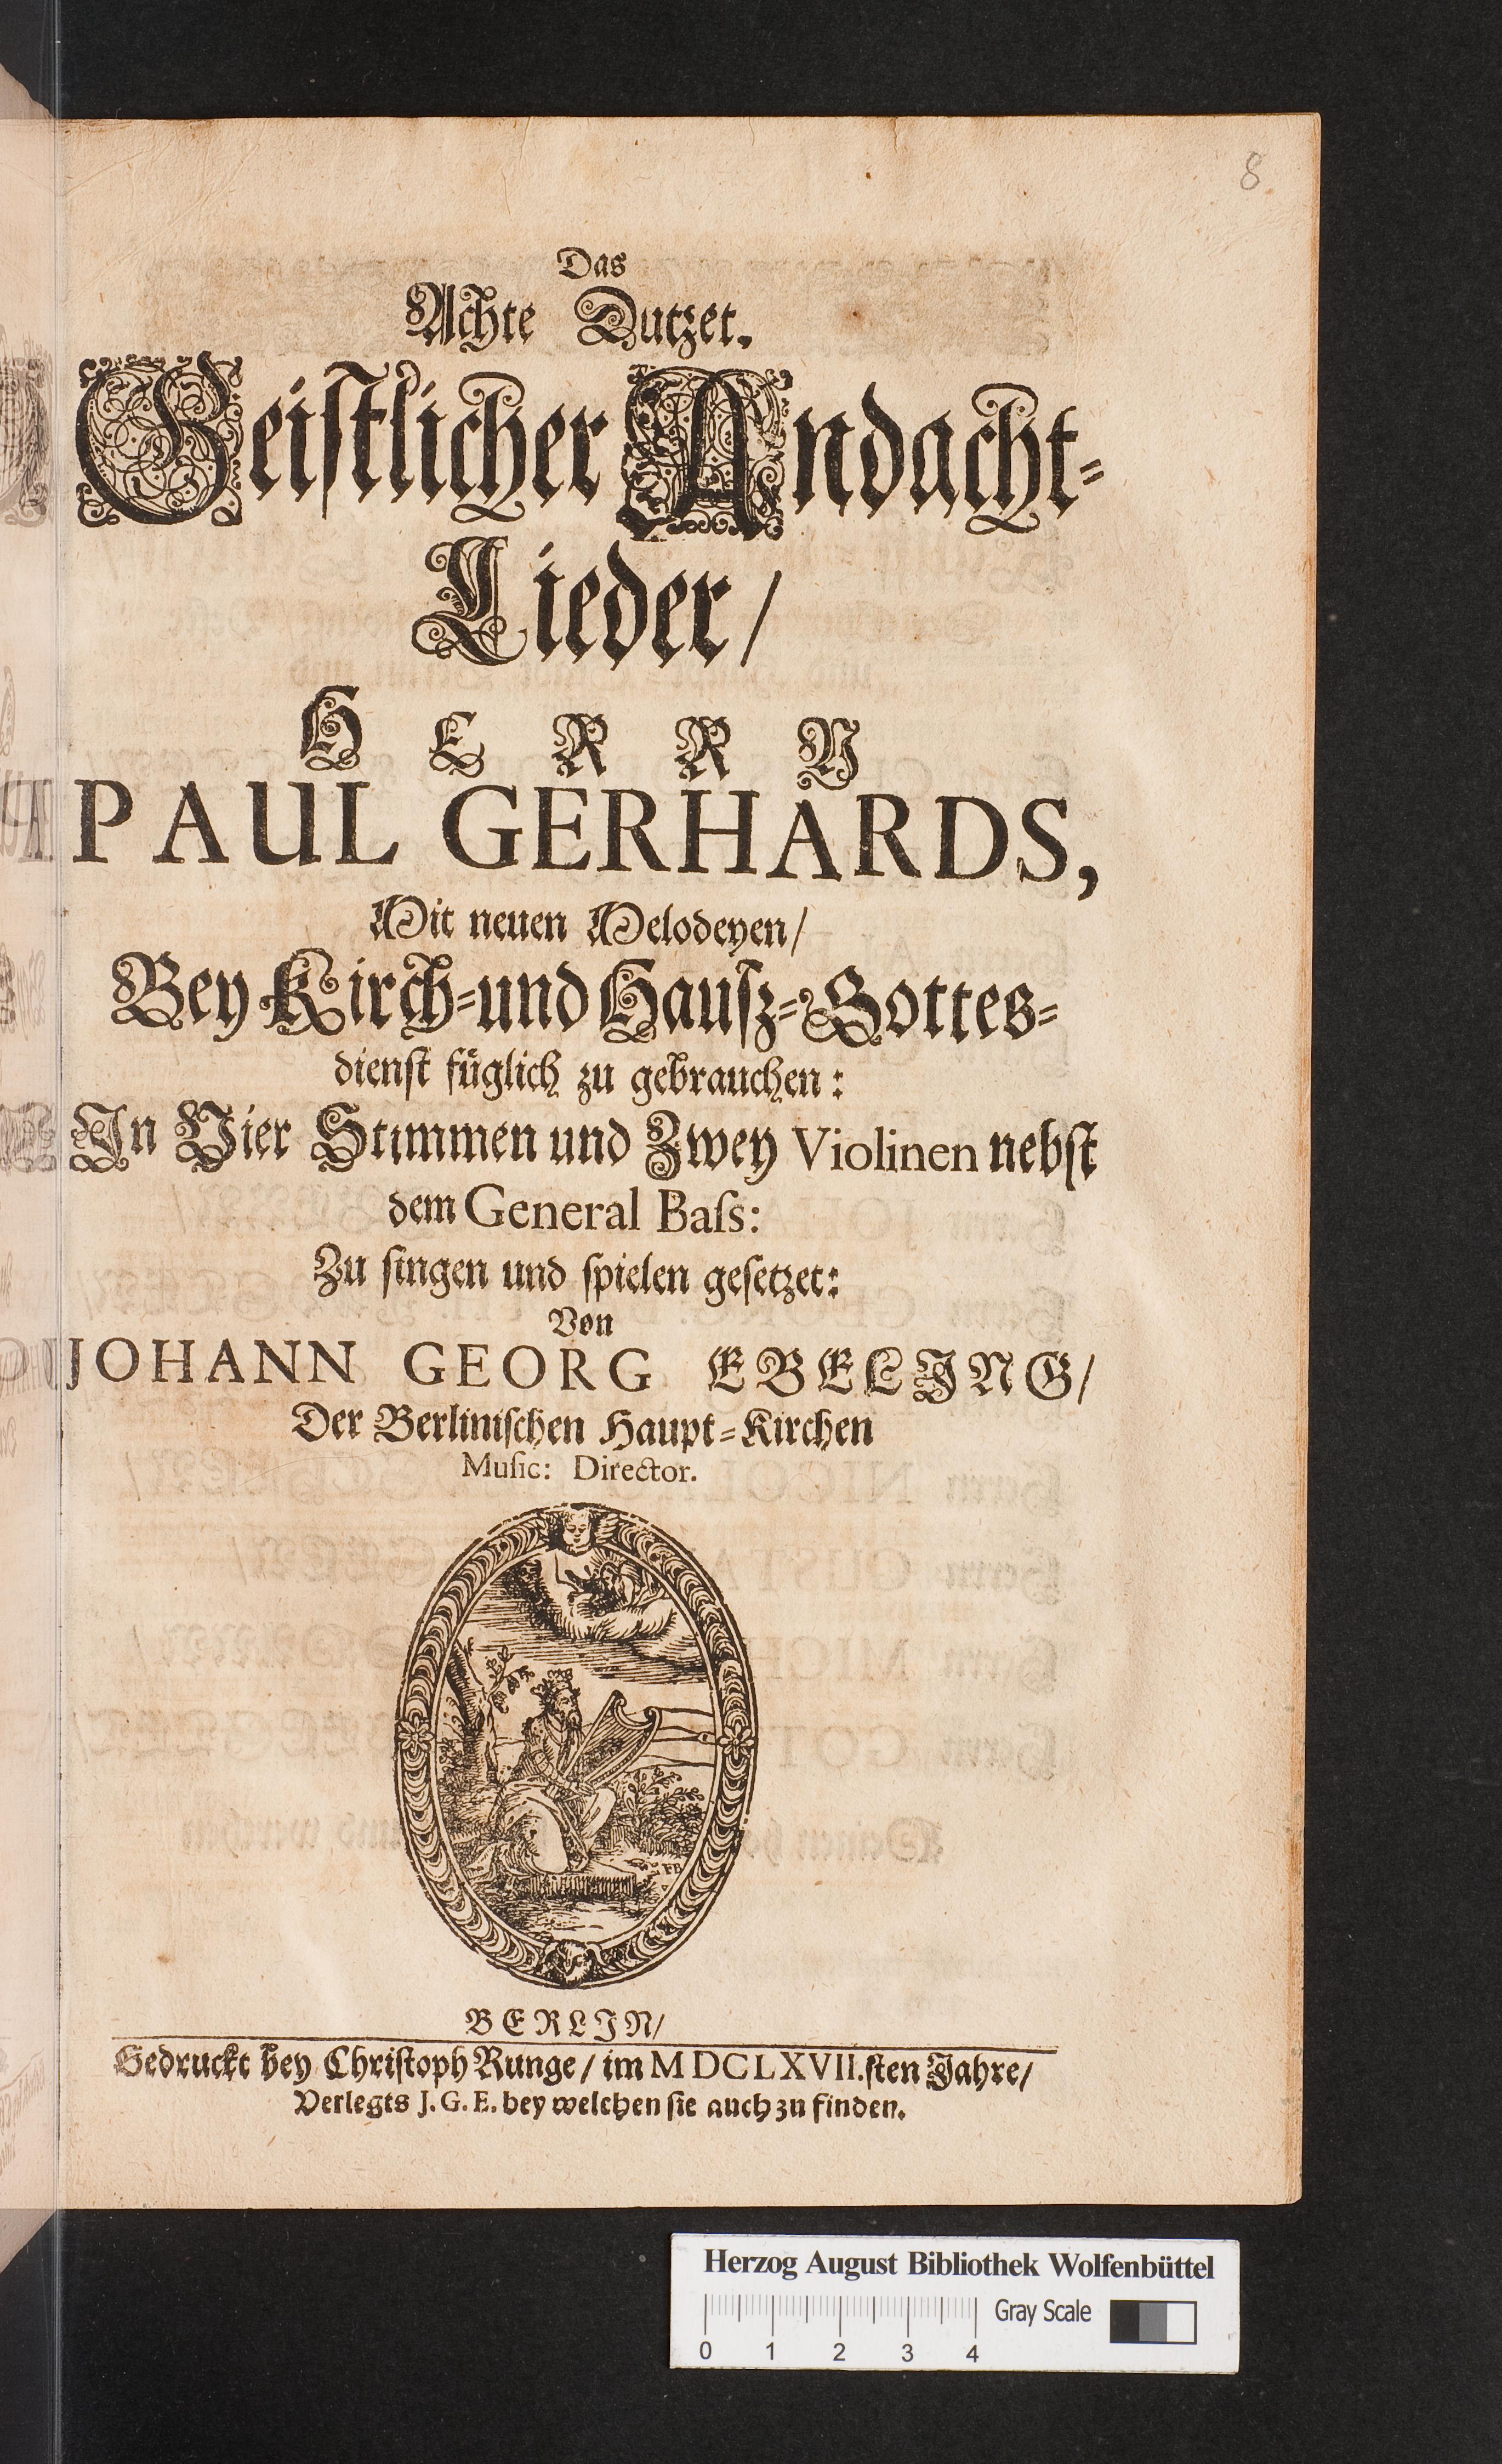 8
Das
Achte Dutzet.
Geistlicher Andacht-
Lieder/
HERRN
PAUL GERHARDS,
Mit neuen Melodeyen/
Bey Kirch-und Hausz-Gottes-
dienst füglich zu gebrauchen:
In Vier Stimmen und Zwey Violinen nebst
dem General Baſs:
Zu ſingen und ſpielen geſetzet:
Von
JOHANN GEORG EBELING/
Der Berliniſchen Haupt-Kirchen
Muſic: Director.
FB
BERLIN/
Gedruckt bey Chriſtoph Runge/ im MDCLXVII.ſten Jahre/
Verlegts J. G. E. bey welchen ſie auch zu finden.
Herzog August Bibliothek Wolfenbüttel
Gray Scale
0 1 2 3 4